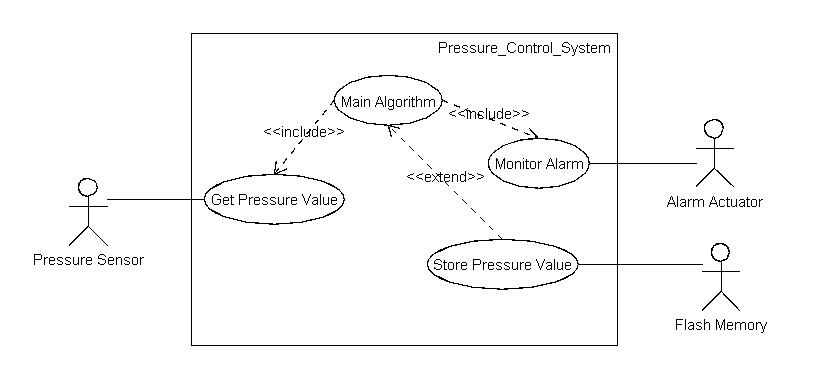 Pressure_Control_System
Main Algorithm
<<include>>
<<include>>
Monitor Alarm
<<extend>>
Get Pressure Value
Alarm Actuator
Pressure Sensor
Store Pressure Value
Flash Memory